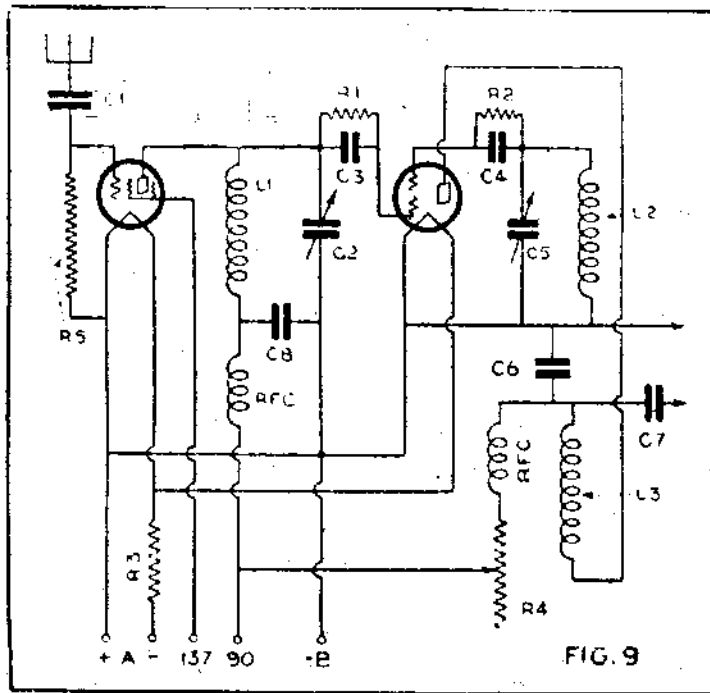 C1
R1
R2
L1
C3
C4
C2
C5
L2
R5
C8
C6
RFC
C7
RFC
L3
R3
R4
+ A - 137 90 -B
FIG. 9